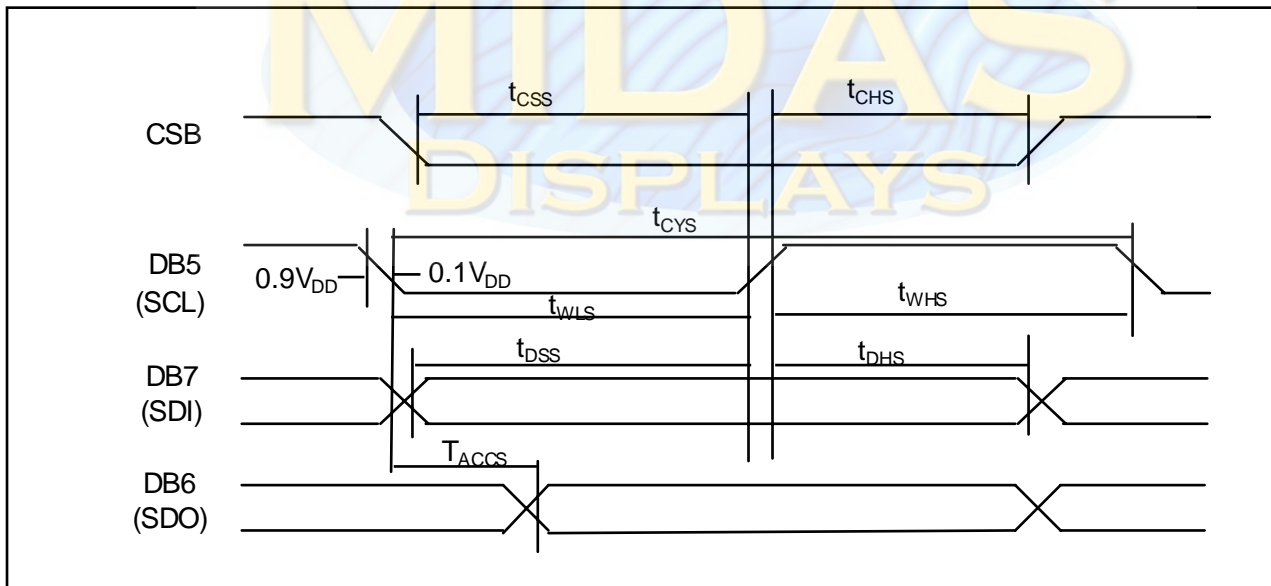 MIDAS
DISPLAYS
tCSS
tCHS
CSB
tCYS
DB5
(SCL)
0.9VDD
0.1VDD
tWLS
tWHS
tDSS
tDHS
DB7
(SDI)
TACCS
DB6
(SDO)